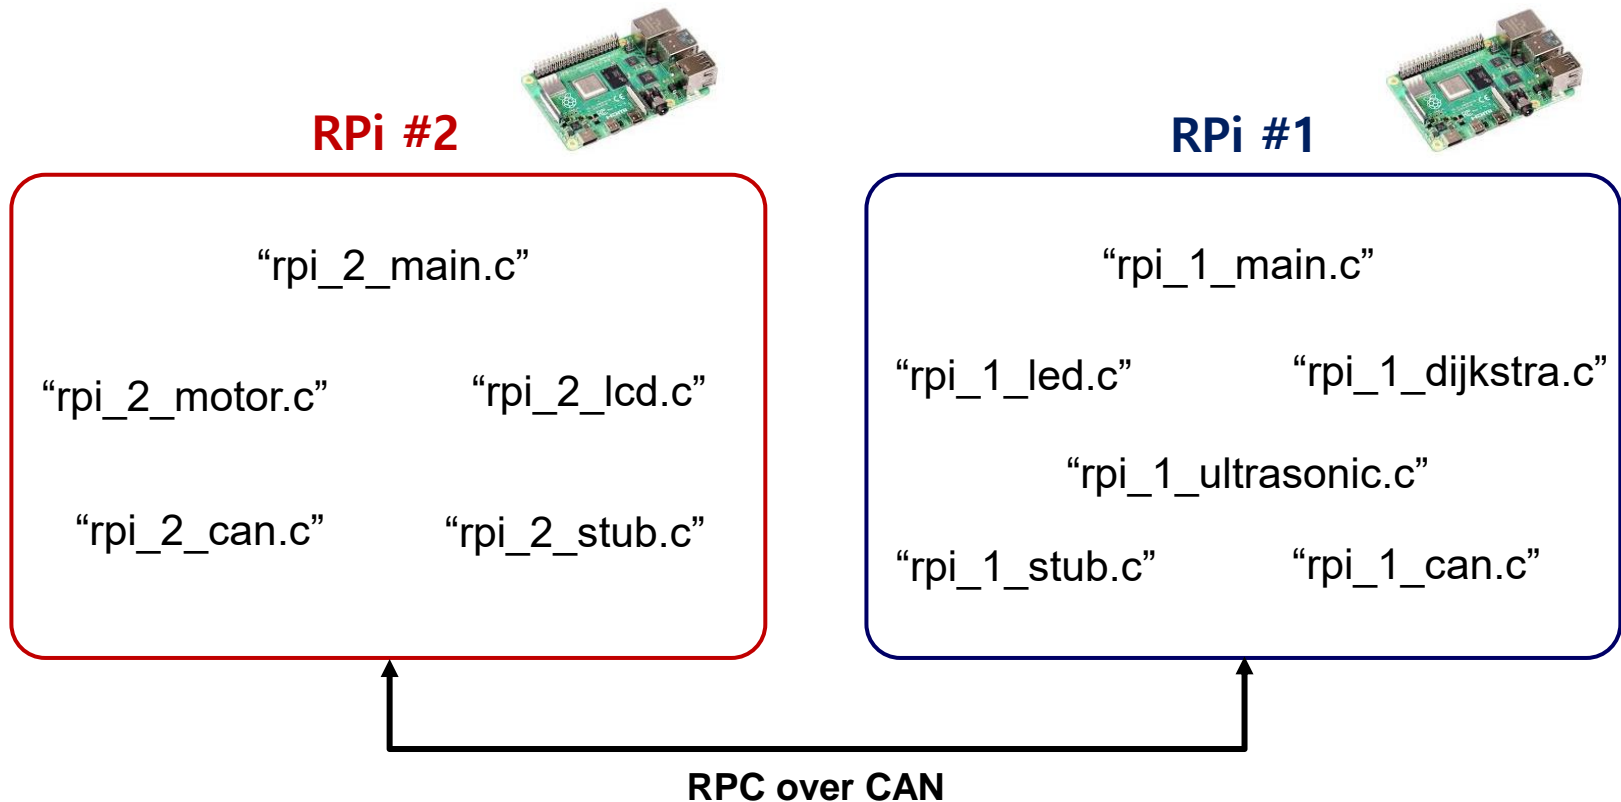 RPi #2
RPi #1
“rpi_2_main.c”
“rpi_2_motor.c”
“rpi_2_lcd.c”
“rpi_2_can.c”
“rpi_2_stub.c”
“rpi_1_main.c”
“rpi_1_led.c”
“rpi_1_dijkstra.c”
“rpi_1_ultrasonic.c”
“rpi_1_stub.c”
“rpi_1_can.c”
RPC over CAN